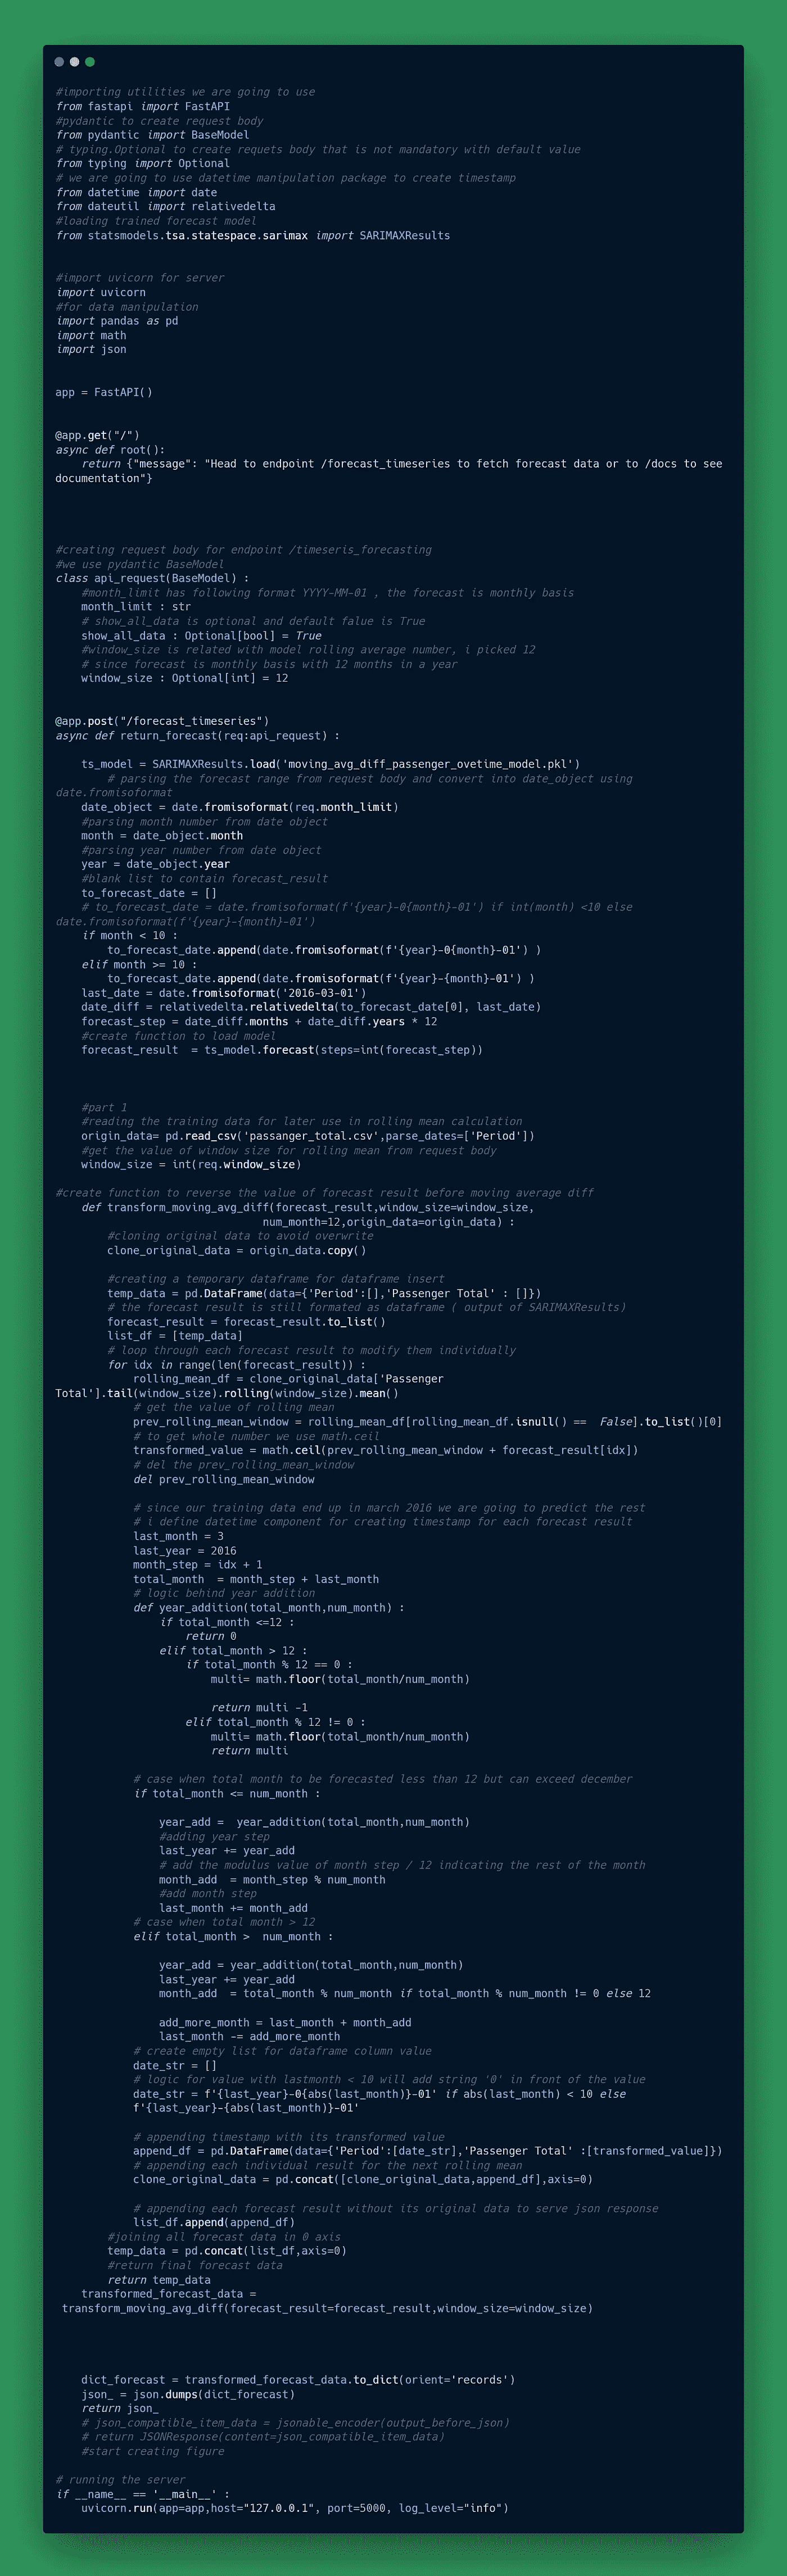 #importing utilities we are going to use
from fastapi import FastAPI
#pydantic to create request body
from pydantic import BaseModel
# typing.Optional to create requets body that is not mandatory with default value
from typing import Optional
# we are going to use datetime manipulation package to create timestamp
from datetime import date
from dateutil import relativedelta
#loading trained forecast model
from statsmodels.tsa.statespace.sarimax import SARIMAXResults
#import uvicorn for server
import uvicorn
#for data manipulation
import pandas as pd
import math
import json
app = FastAPI()
@app.get("/")
async def root():
    return {"message": "Head to endpoint /forecast_timeseries to fetch forecast data or to /docs to see
documentation"}
#creating request body for endpoint /timeseris_forecasting
#we use pydantic BaseModel
class api_request(BaseModel) :
    #month_limit has following format YYYY-MM-01 , the forecast is monthly basis
    month_limit : str
    # show_all_data is optional and default falue is True
    show_all_data : Optional[bool] = True
    #window_size is related with model rolling average number, i picked 12
    # since forecast is monthly basis with 12 months in a year
    window_size : Optional[int] = 12
@app.post("/forecast_timeseries")
async def return_forecast(req:api_request) :
    ts_model = SARIMAXResults.load('moving_avg_diff_passenger_ovetime_model.pkl')
        # parsing the forecast range from request body and convert into date_object using
date.fromisoformat
    date_object = date.fromisoformat(req.month_limit)
    #parsing month number from date object
    month = date_object.month
    #parsing year number from date object
    year = date_object.year
    #blank list to contain forecast_result
    to_forecast_date = []
    # to_forecast_date = date.fromisoformat(f'{year}-0{month}-01') if int(month) <10 else
date.fromisoformat(f'{year}-{month}-01')
    if month < 10 :
        to_forecast_date.append(date.fromisoformat(f'{year}-0{month}-01') )
    elif month >= 10 :
        to_forecast_date.append(date.fromisoformat(f'{year}-{month}-01') )
    last_date = date.fromisoformat('2016-03-01')
    date_diff = relativedelta.relativedelta(to_forecast_date[0], last_date)
    forecast_step = date_diff.months + date_diff.years * 12
    #create function to load model
    forecast_result  = ts_model.forecast(steps=int(forecast_step))
    #part 1
    #reading the training data for later use in rolling mean calculation
    origin_data= pd.read_csv('passanger_total.csv',parse_dates=['Period'])
    #get the value of window size for rolling mean from request body
    window_size = int(req.window_size)
#create function to reverse the value of forecast result before moving average diff
    def transform_moving_avg_diff(forecast_result,window_size=window_size,
                                num_month=12,origin_data=origin_data) :
        #cloning original data to avoid overwrite
        clone_original_data = origin_data.copy()
        #creating a temporary dataframe for dataframe insert
        temp_data = pd.DataFrame(data={'Period':[],'Passenger Total' : []})
        # the forecast result is still formated as dataframe ( output of SARIMAXResults)
        forecast_result = forecast_result.to_list()
        list_df = [temp_data]
        # loop through each forecast result to modify them individually
        for idx in range(len(forecast_result)) :
            rolling_mean_df = clone_original_data['Passenger
Total'].tail(window_size).rolling(window_size).mean()
            # get the value of rolling mean
            prev_rolling_mean_window = rolling_mean_df[rolling_mean_df.isnull() ==  False].to_list()[0]
            # to get whole number we use math.ceil
            transformed_value = math.ceil(prev_rolling_mean_window + forecast_result[idx])
            # del the prev_rolling_mean_window
            del prev_rolling_mean_window
            # since our training data end up in march 2016 we are going to predict the rest
            # i define datetime component for creating timestamp for each forecast result
            last_month = 3
            last_year = 2016
            month_step = idx + 1
            total_month  = month_step + last_month
            # logic behind year addition
            def year_addition(total_month,num_month) :
                if total_month <=12 :
                    return 0
                elif total_month > 12 :
                    if total_month % 12 == 0 :
                        multi= math.floor(total_month/num_month)
                        return multi -1
                    elif total_month % 12 != 0 :
                        multi= math.floor(total_month/num_month)
                        return multi
            # case when total month to be forecasted less than 12 but can exceed december
            if total_month <= num_month :
                year_add =  year_addition(total_month,num_month)
                #adding year step
                last_year += year_add
                # add the modulus value of month step / 12 indicating the rest of the month
                month_add  = month_step % num_month
                #add month step
                last_month += month_add
            # case when total month > 12
            elif total_month >  num_month :
                year_add = year_addition(total_month,num_month)
                last_year += year_add
                month_add  = total_month % num_month if total_month % num_month != 0 else 12
                add_more_month = last_month + month_add
                last_month -= add_more_month
            # create empty list for dataframe column value
            date_str = []
            # logic for value with lastmonth < 10 will add string '0' in front of the value
            date_str = f'{last_year}-0{abs(last_month)}-01' if abs(last_month) < 10 else
            f'{last_year}-{abs(last_month)}-01'
            # appending timestamp with its transformed value
            append_df = pd.DataFrame(data={'Period':[date_str],'Passenger Total' :[transformed_value]})
            # appending each individual result for the next rolling mean
            clone_original_data = pd.concat([clone_original_data,append_df],axis=0)
            # appending each forecast result without its original data to serve json response
            list_df.append(append_df)
        #joining all forecast data in 0 axis
        temp_data = pd.concat(list_df,axis=0)
        #return final forecast data
        return temp_data
    transformed_forecast_data =
 transform_moving_avg_diff(forecast_result=forecast_result,window_size=window_size)
    dict_forecast = transformed_forecast_data.to_dict(orient='records')
    json_ = json.dumps(dict_forecast)
    return json_
    # json_compatible_item_data = jsonable_encoder(output_before_json)
    # return JSONResponse(content=json_compatible_item_data)
    #start creating figure
# running the server
if __name__ == '__main__' :
    uvicorn.run(app=app,host="127.0.0.1", port=5000, log_level="info")